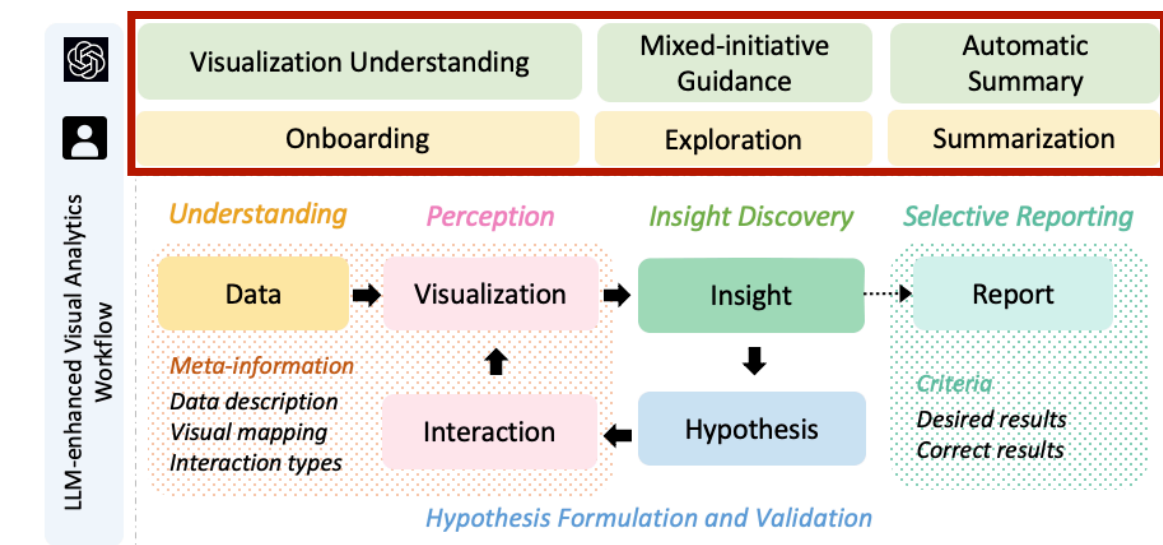 Visualization Understanding
Mixed-initiative
Guidance
Automatic
Summary
Onboarding
Exploration
Summarization
LLM-enhanced Visual Analytics
Workflow
Understanding
Perception
Insight Discovery
Selective Reporting
Data
Visualization
Insight
Report
Meta-information
Data description
Visual mapping
Interaction types
Interaction
Hypothesis
Criteria
Desired results
Correct results
Hypothesis Formulation and Validation